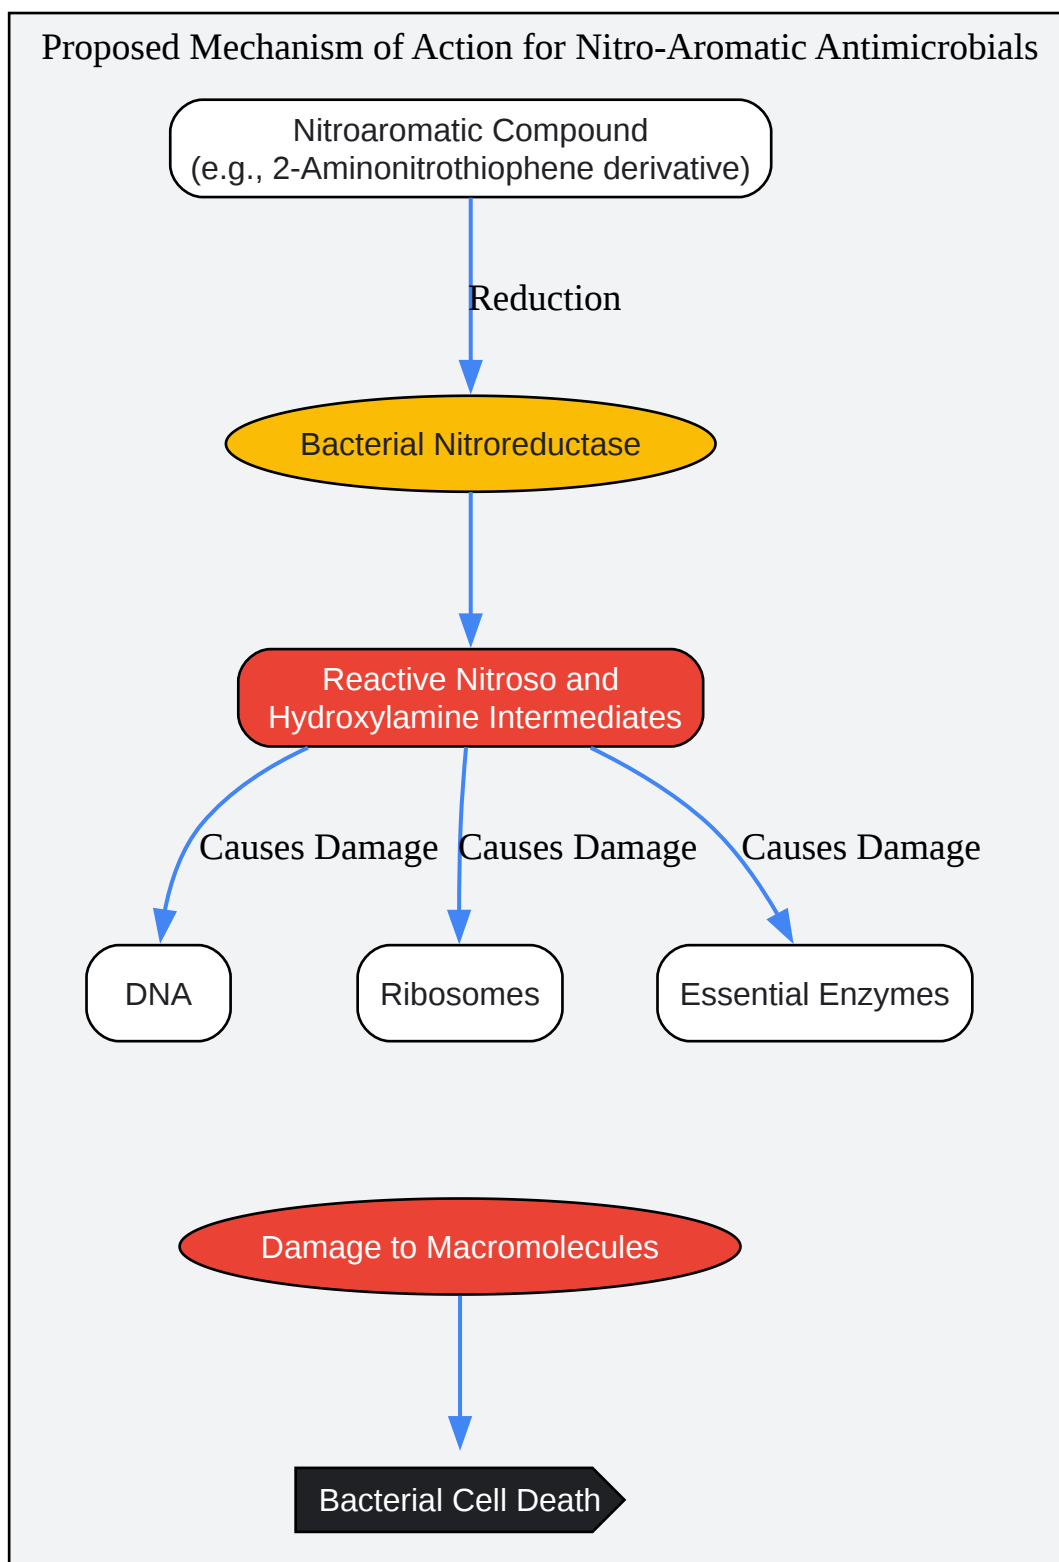 Proposed Mechanism of Action for Nitro-Aromatic Antimicrobials
Nitroaromatic Compound
(e.g., 2-Aminonitrothiophene derivative)
Reduction
Bacterial Nitroreductase
Reactive Nitroso and
Hydroxylamine Intermediates
Causes Damage
Causes Damage
Causes Damage
DNA
Ribosomes
Essential Enzymes
Damage to Macromolecules
Bacterial Cell Death